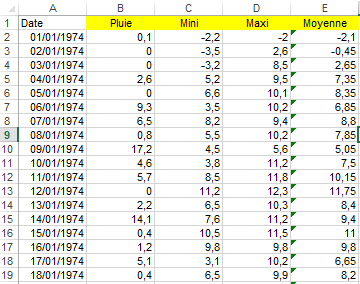 A B C D E
1 Date Pluie Mini Maxi Moyenne
2 01/01/1974 0,1 -2,2 -2 -2,1
3 02/01/1974 0 -3,5 2,6 -0,45
4 03/01/1974 0 -3,2 8,5 2,65
5 04/01/1974 2,6 5,2 9,5 7,35
6 05/01/1974 0 6,6 10,1 8,35
7 06/01/1974 9,3 3,5 10,2 6,85
8 07/01/1974 6,5 8,2 9,4 8,8
9 08/01/1974 0,8 5,5 10,2 7,85
10 09/01/1974 17,2 4,5 5,6 5,05
11 10/01/1974 4,6 3,8 11,2 7,5
12 11/01/1974 5,7 8,5 11,8 10,15
13 12/01/1974 0 11,2 12,3 11,75
14 13/01/1974 2,2 6,5 10,3 8,4
15 14/01/1974 14,1 7,6 11,2 9,4
16 15/01/1974 0,4 10,5 11,5 11
17 16/01/1974 1,2 9,8 9,8 9,8
18 17/01/1974 5,1 3,1 10,2 6,65
19 18/01/1974 0,4 6,5 9,9 8,2